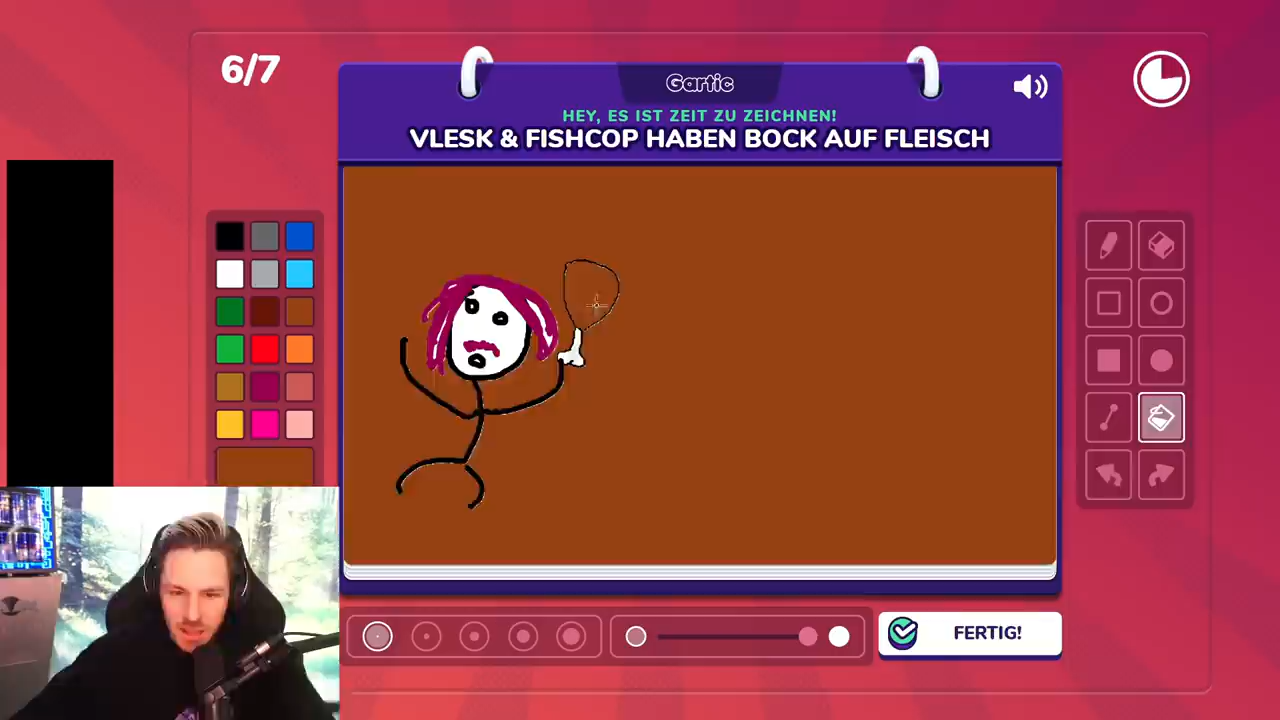 6/7
Gartic
HEY, ES IST ZEIT ZU ZEICHNEN!
VLESK & FISHCOP HABEN BOCK AUF FLEISCH
FERTIG!